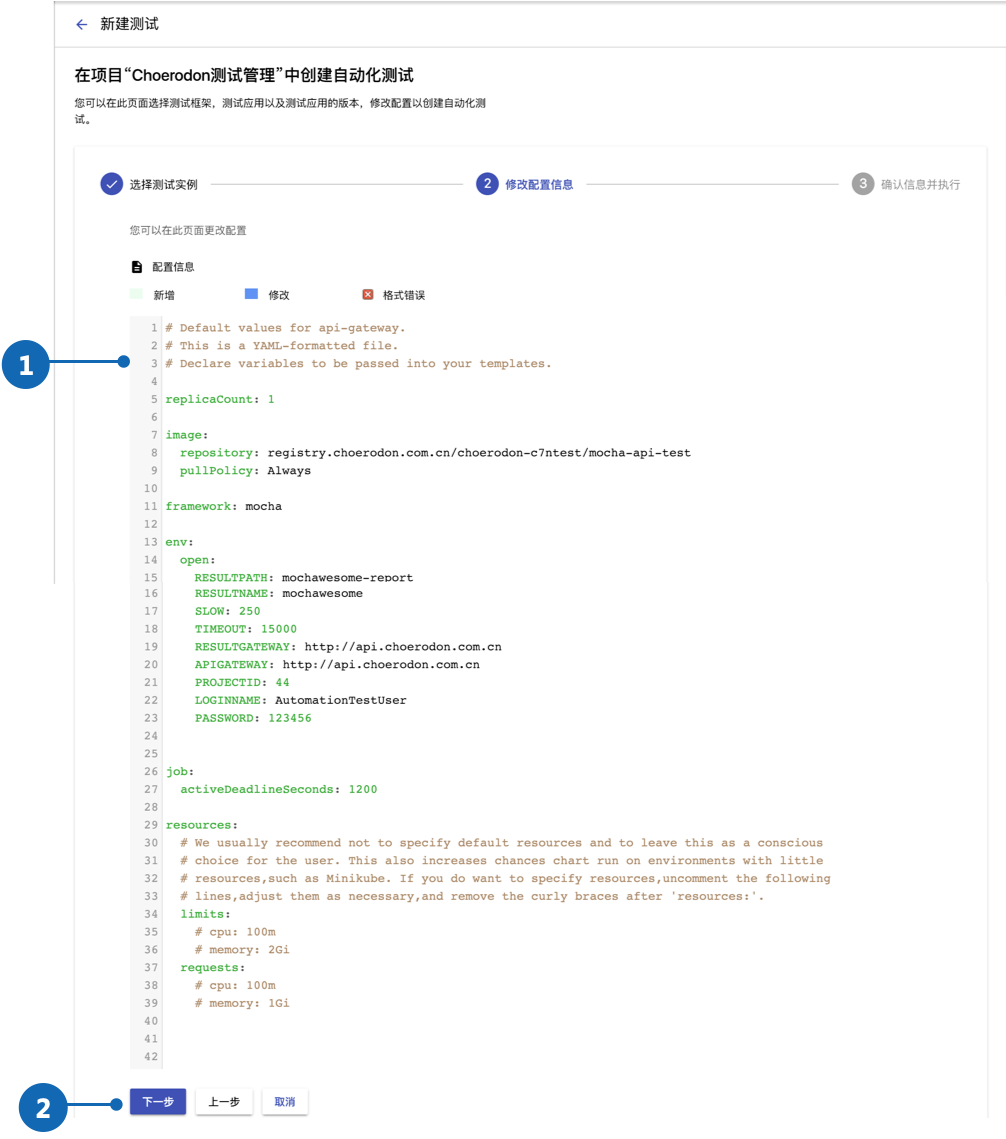 ← 新建测试
在项目“Choerodon测试管理”中创建自动化测试
您可以在此页面选择测试框架，测试应用以及测试应用的版本，修改配置以创建自动化测
试。
选择测试实例 2 修改配置信息 3 确认信息并执行
您可以在此页面更改配置
配置信息
新增 修改 格式错误
1 # Default values for api-gateway.
2 # This is a YAML-formatted file.
1
3 # Declare variables to be passed into your templates.
4
5 replicaCount: 1
6
7 image:
8   repository: registry.choerodon.com.cn/choerodon-c7ntest/mocha-api-test
9   pullPolicy: Always
10
11 framework: mocha
12
13 env:
14   open:
15     RESULTPATH: mochawesome-report
16     RESULTNAME: mochawesome
17     SLOW: 250
18     TIMEOUT: 15000
19     RESULTGATEWAY: http://api.choerodon.com.cn
20     APIGATEWAY: http://api.choerodon.com.cn
21     PROJECTID: 44
22     LOGINNAME: AutomationTestUser
23     PASSWORD: 123456
24
25
26 job:
27   activeDeadlineSeconds: 1200
28
29 resources:
30   # We usually recommend not to specify default resources and to leave this as a conscious
31   # choice for the user. This also increases chances chart run on environments with little
32   # resources,such as Minikube. If you do want to specify resources,uncomment the following
33   # lines,adjust them as necessary,and remove the curly braces after 'resources:'.
34   limits:
35     # cpu: 100m
36     # memory: 2Gi
37   requests:
38     # cpu: 100m
39     # memory: 1Gi
40
41
42
2 下一步 上一步 取消